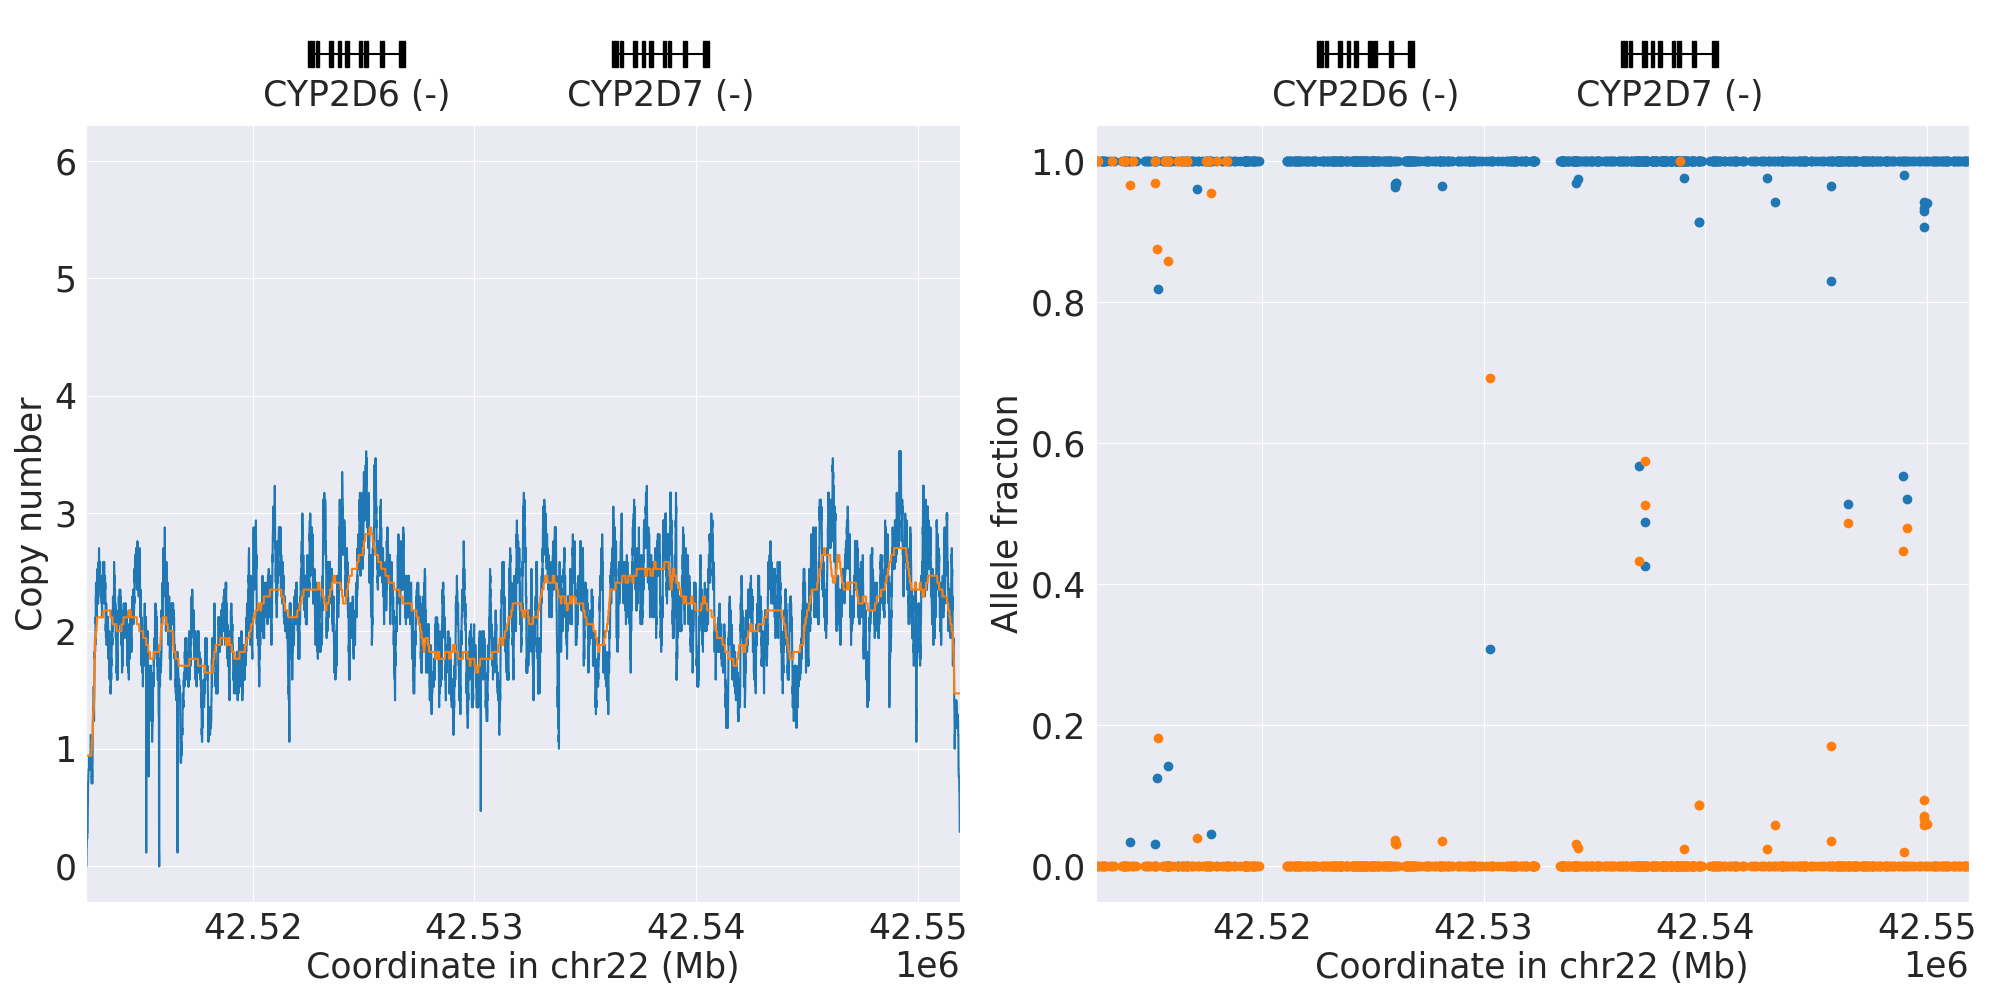 CYP2D6 (-) CYP2D7 (-)
6
5
4
3
2
1
0
Copy number
42.52 42.53 42.54 42.55
Coordinate in chr22 (Mb) 1e6
CYP2D6 (-) CYP2D7 (-)
1.0
0.8
0.6
0.4
0.2
0.0
Allele fraction
42.52 42.53 42.54 42.55
Coordinate in chr22 (Mb) 1e6